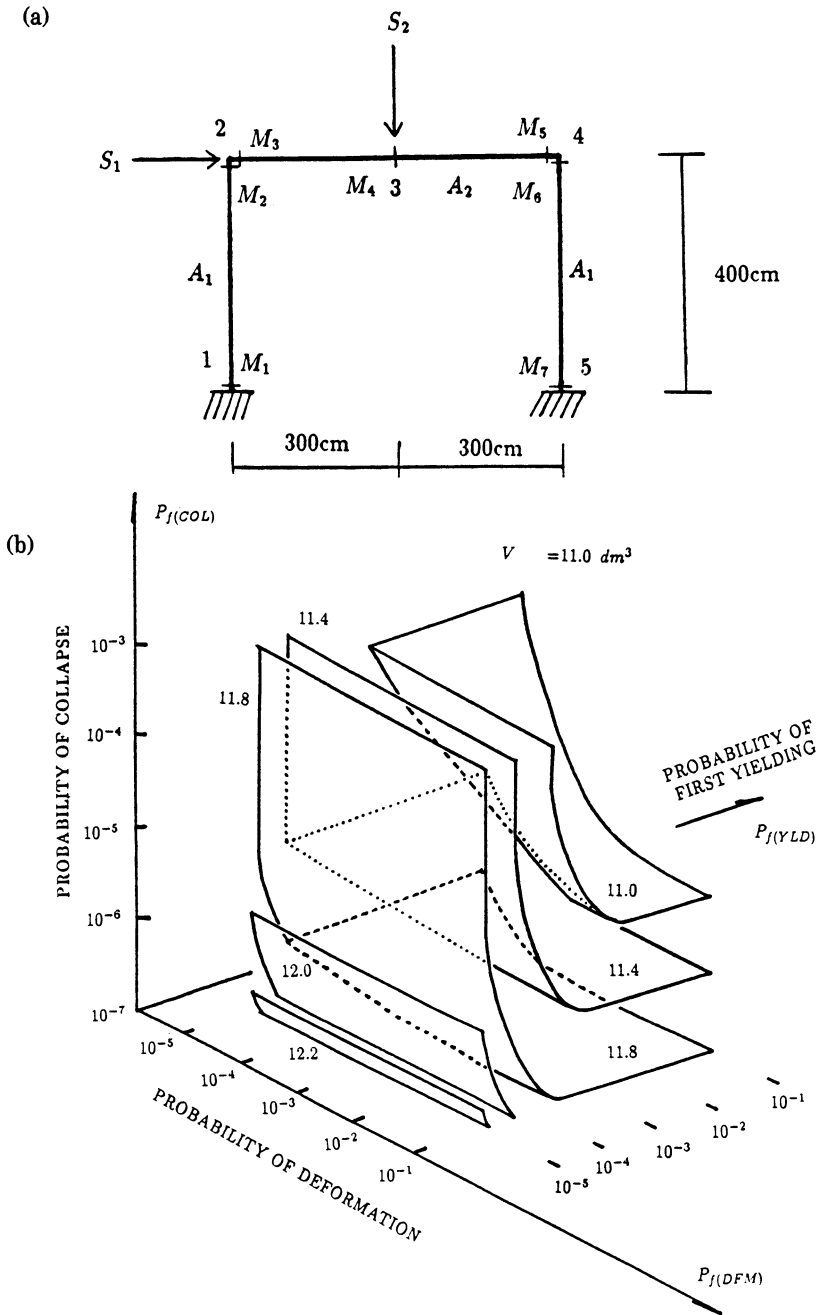 (a)
S₂
2 M₃ M₅ 4
S₁
M₂ M₄ 3 A₂ M₆
A₁ A₁ 400cm
1 M₁ M₇ 5
300cm 300cm
(b)
P_f(COL)
V =11.0 dm³
PROBABILITY OF COLLAPSE
10⁻³
10⁻⁴
10⁻⁵
10⁻⁶
10⁻⁷
11.4
11.8
PROBABILITY OF
FIRST YIELDING
P_f(YLD)
11.0
11.4
11.8
12.0
12.2
10⁻⁵
10⁻⁴
10⁻³
10⁻²
10⁻¹
PROBABILITY OF DEFORMATION
10⁻⁵
10⁻⁴
10⁻³
10⁻²
10⁻¹
P_f(DFM)